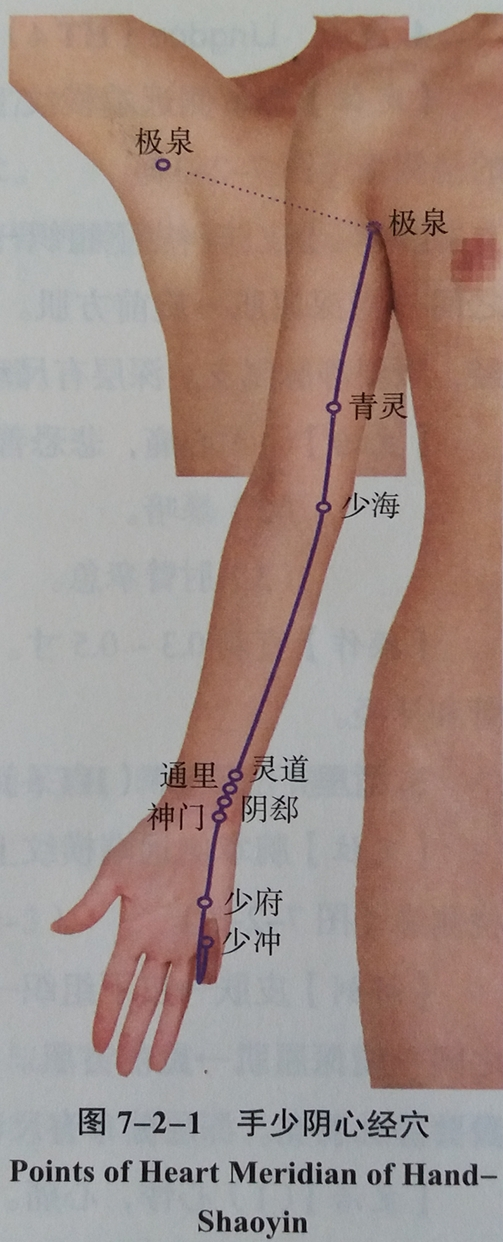 极泉
极泉
青灵
少海
通里
灵道
神门
阴郄
少府
少冲
图 7-2-1 手少阴心经穴
Points of Heart Meridian of Hand-
Shaoyin